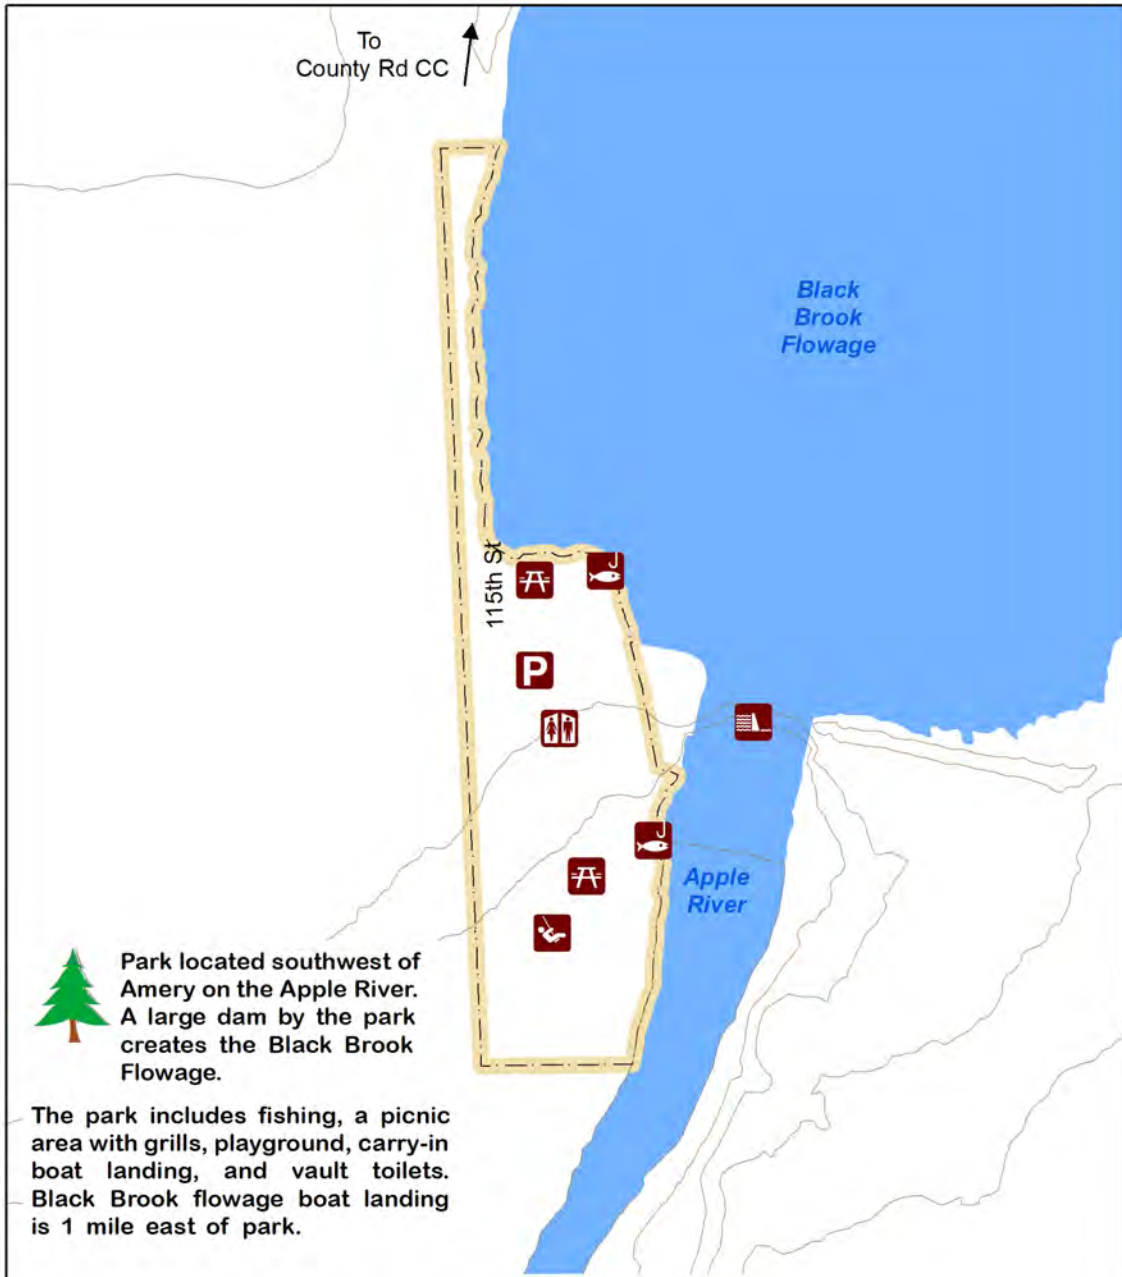 To
County Rd CC
Black
Brook
Flowage
115th St
P
Apple
River
Park located southwest of
Amery on the Apple River.
A large dam by the park
creates the Black Brook
Flowage.
The park includes fishing, a picnic
area with grills, playground, carry-in
boat landing, and vault toilets.
Black Brook flowage boat landing
is 1 mile east of park.